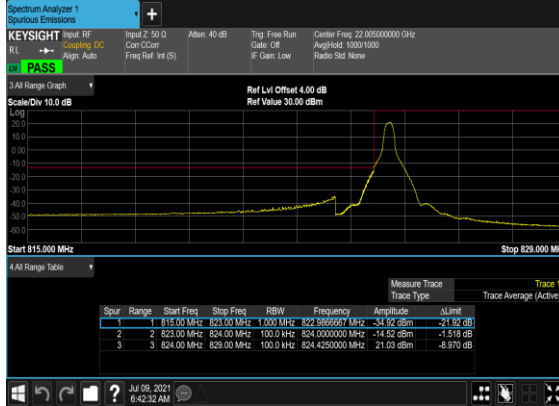 Spectrum Analyzer 1
Spurious Emissions
+
KEYSIGHT Input: RF Input Z: 50 Ω Atten: 40 dB Trig: Free Run Center Freq: 22.005000000 GHz
RL Coupling: DC Corr CCorr Gate: Off Avg|Hold: 1000/1000
Align: Auto Freq Ref: Int (S) IF Gain: Low Radio Std: None
PASS
3 All Range Graph
Ref Lvl Offset 4.00 dB
Scale/Div 10.0 dB Ref Value 30.00 dBm
Log
20.0
10.0
0.00
-10.0
-20.0
-30.0
-40.0
-50.0
-60.0
Start 815.000 MHz Stop 829.000 MH
4 All Range Table
Measure Trace Trace 1
Trace Type Trace Average (Active
Spur Range Start Freq Stop Freq RBW Frequency Amplitude ΔLimit
1 1 815.00 MHz 823.00 MHz 1.000 MHz 822.9866667 MHz -34.92 dBm -21.92 dB
2 2 823.00 MHz 824.00 MHz 100.0 kHz 824.0000000 MHz -14.52 dBm -1.518 dB
3 3 824.00 MHz 829.00 MHz 100.0 kHz 824.4250000 MHz 21.03 dBm -8.970 dB
? Jul 09, 2021
6:42:32 AM